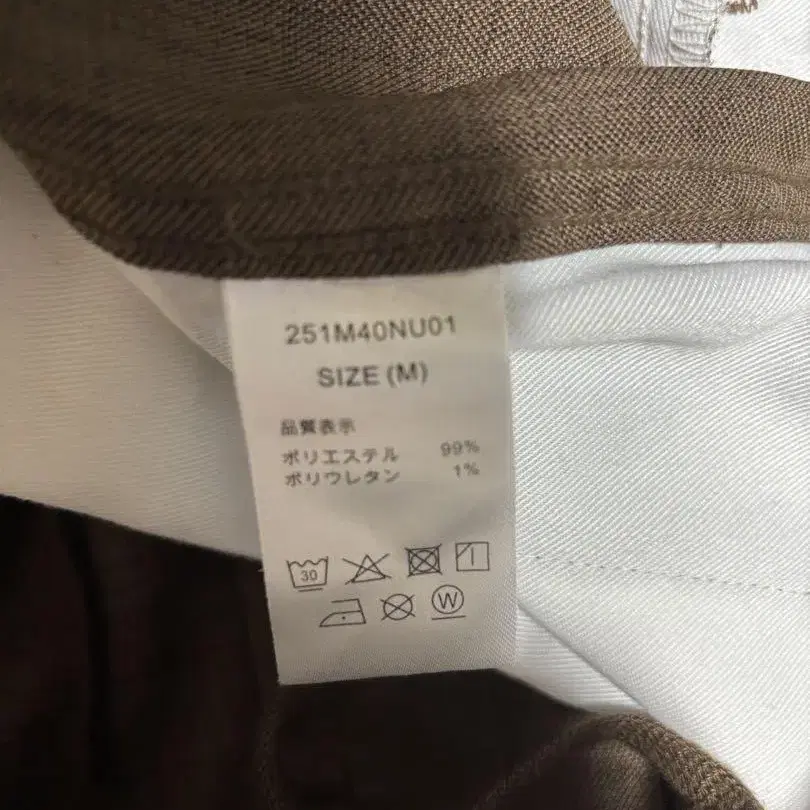 251M40NU01
SIZE (M)
品質表示
ポリエステル 99%
ポリウレタン 1%
30
W